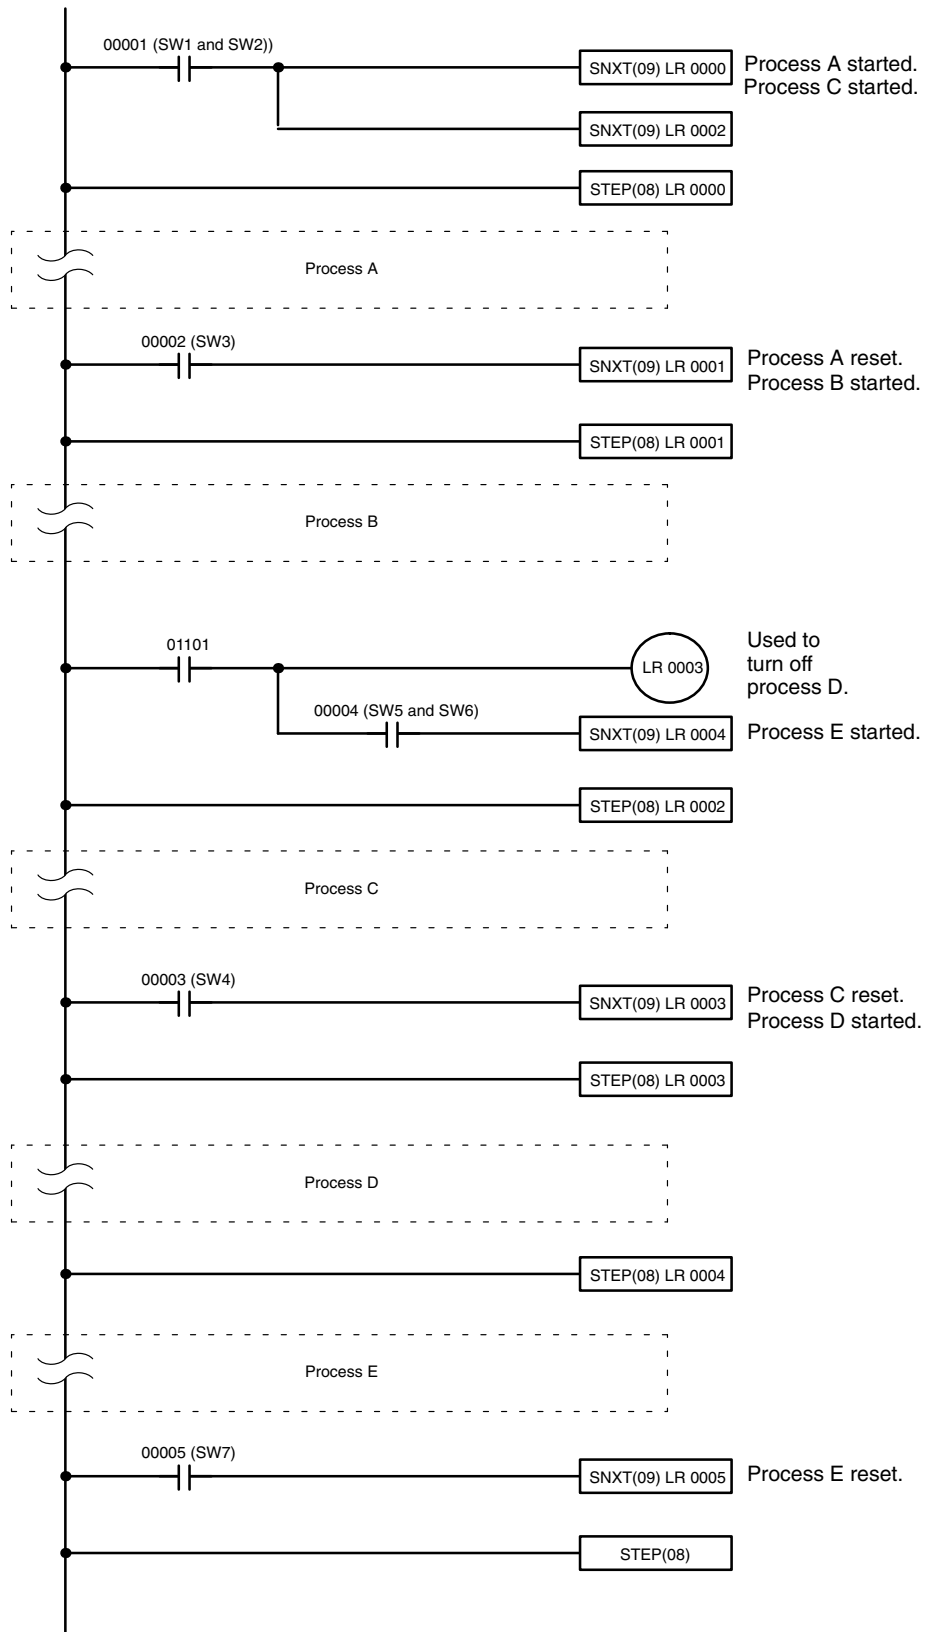 00001 (SW1 and SW2))
SNXT(09) LR 0000
Process A started.
Process C started.
SNXT(09) LR 0002
STEP(08) LR 0000
Process A
00002 (SW3)
SNXT(09) LR 0001
Process A reset.
Process B started.
STEP(08) LR 0001
Process B
01101
LR 0003
Used to
turn off
process D.
00004 (SW5 and SW6)
SNXT(09) LR 0004
Process E started.
STEP(08) LR 0002
Process C
00003 (SW4)
SNXT(09) LR 0003
Process C reset.
Process D started.
STEP(08) LR 0003
Process D
STEP(08) LR 0004
Process E
00005 (SW7)
SNXT(09) LR 0005
Process E reset.
STEP(08)